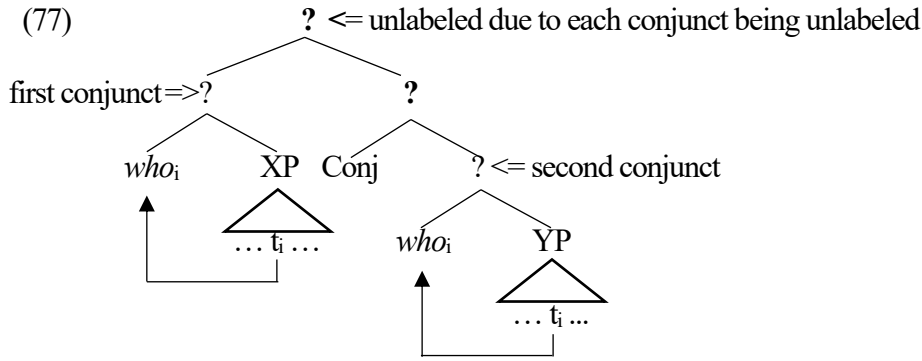 (77) ? <= unlabeled due to each conjunct being unlabeled
first conjunct=>? ?
whoᵢ XP Conj ? <= second conjunct
… tᵢ … whoᵢ YP
… tᵢ ...